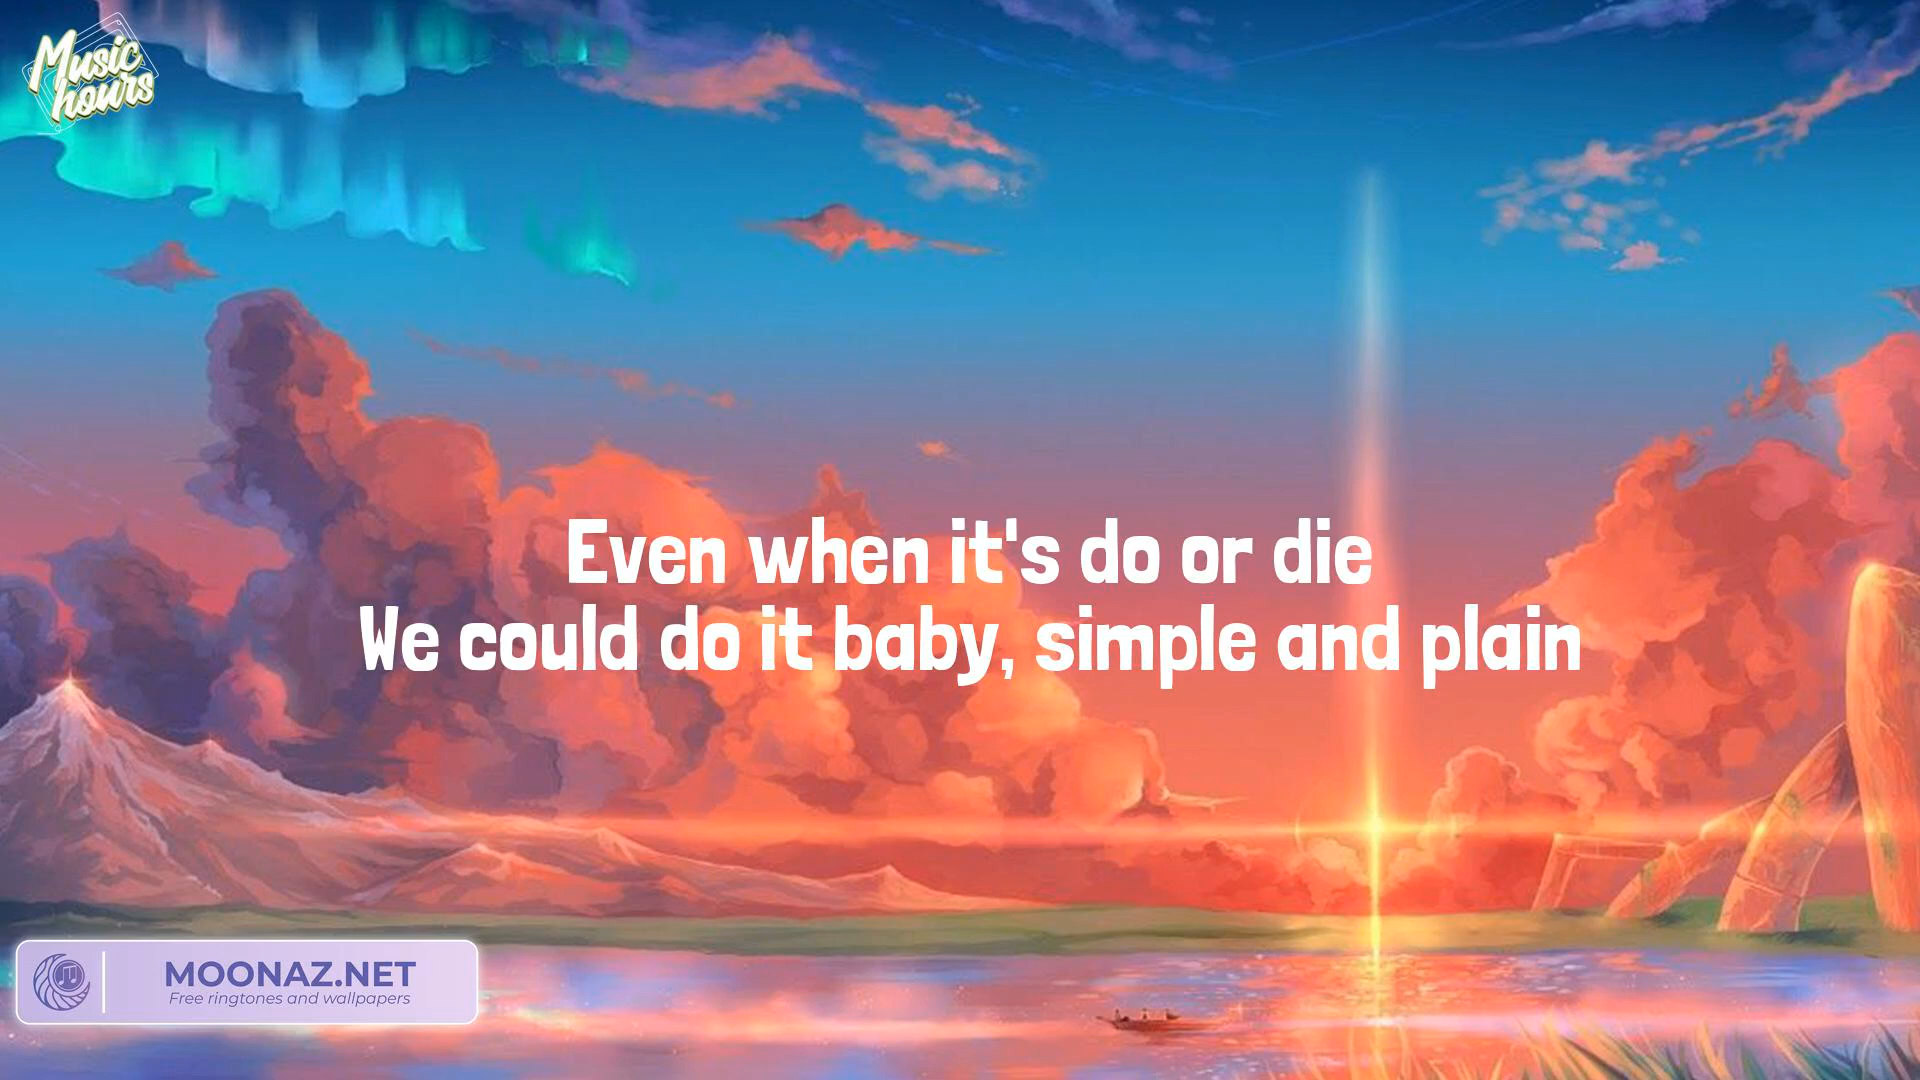 Music
hours
Even when it's do or die
We could do it baby, simple and plain
MOONAZ.NET
Free ringtones and wallpapers